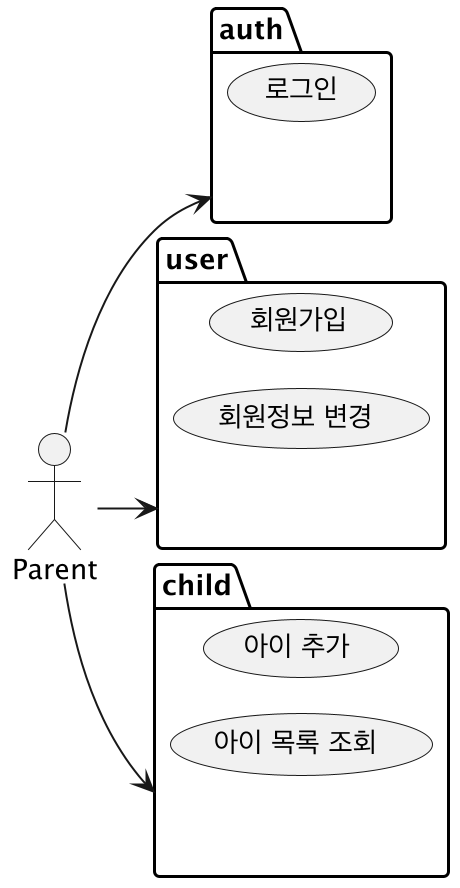 auth
로그인
user
회원가입
회원정보 변경
Parent
child
아이 추가
아이 목록 조회